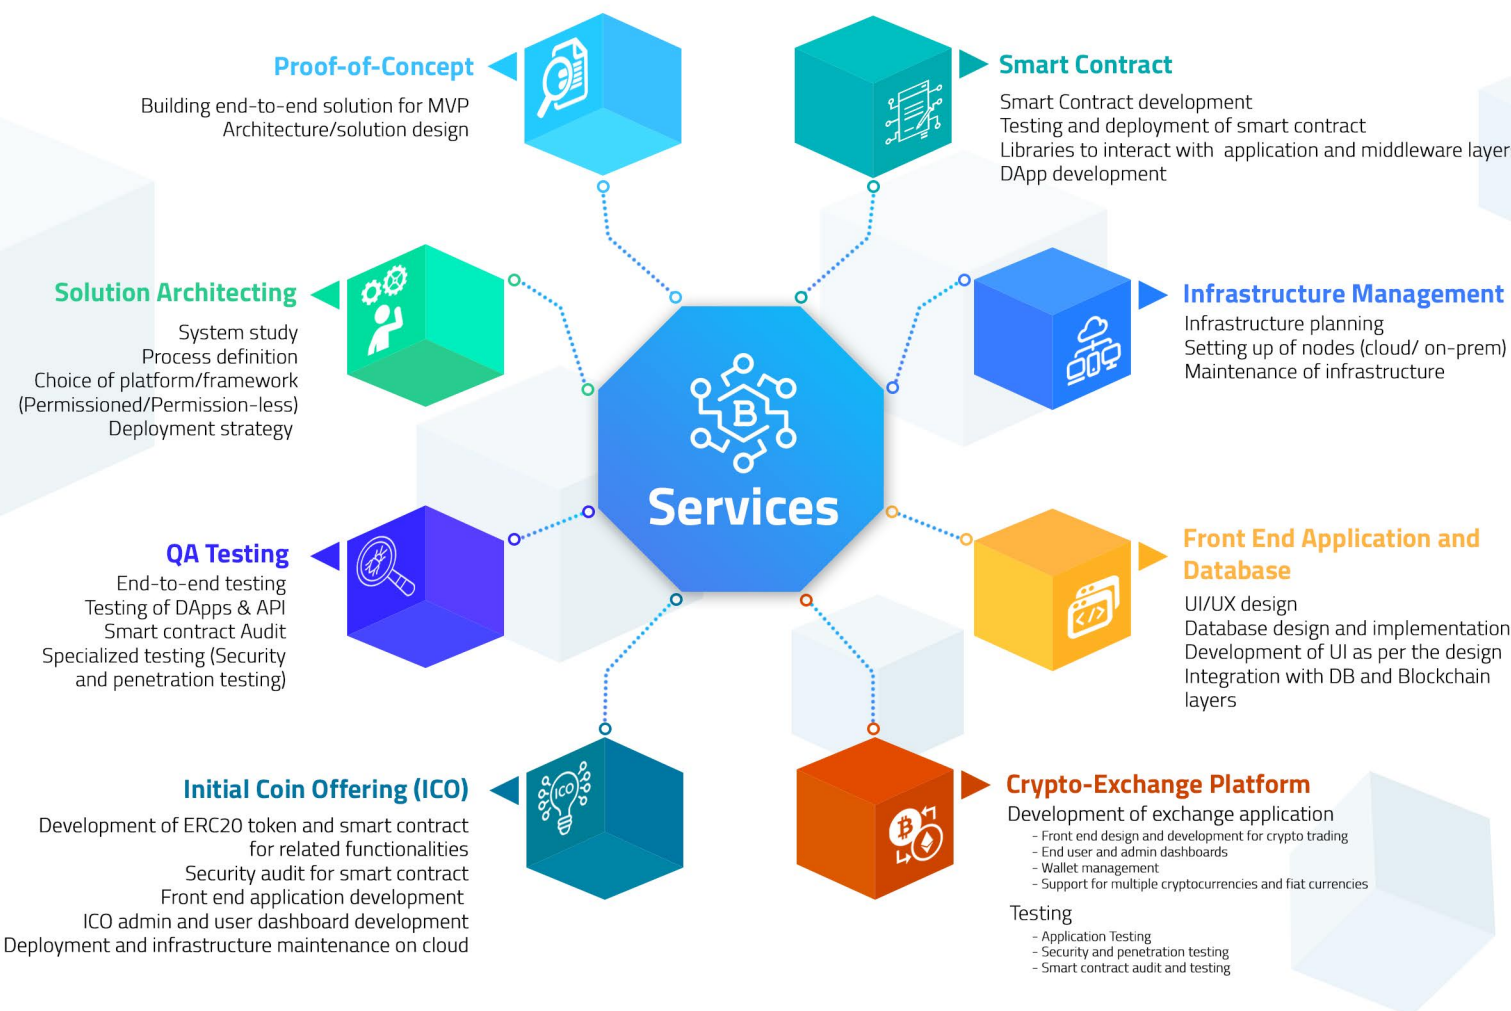 Proof-of-Concept
Building end-to-end solution for MVP
Architecture/solution design
Smart Contract
Smart Contract development
Testing and deployment of smart contract
Libraries to interact with application and middleware layer
DApp development
Solution Architecting
System study
Process definition
Choice of platform/framework
(Permissioned/Permission-less)
Deployment strategy
Infrastructure Management
Infrastructure planning
Setting up of nodes (cloud/ on-prem)
Maintenance of infrastructure
B
Services
QA Testing
End-to-end testing
Testing of DApps & API
Smart contract Audit
Specialized testing (Security
and penetration testing)
Front End Application and
Database
UI/UX design
Database design and implementation
Development of UI as per the design
Integration with DB and Blockchain
layers
</>
Initial Coin Offering (ICO)
Development of ERC20 token and smart contract
for related functionalities
Security audit for smart contract
Front end application development
ICO admin and user dashboard development
Deployment and infrastructure maintenance on cloud
ICO
Crypto-Exchange Platform
Development of exchange application
- Front end design and development for crypto trading
- End user and admin dashboards
- Wallet management
- Support for multiple cryptocurrencies and fiat currencies
Testing
- Application Testing
- Security and penetration testing
- Smart contract audit and testing